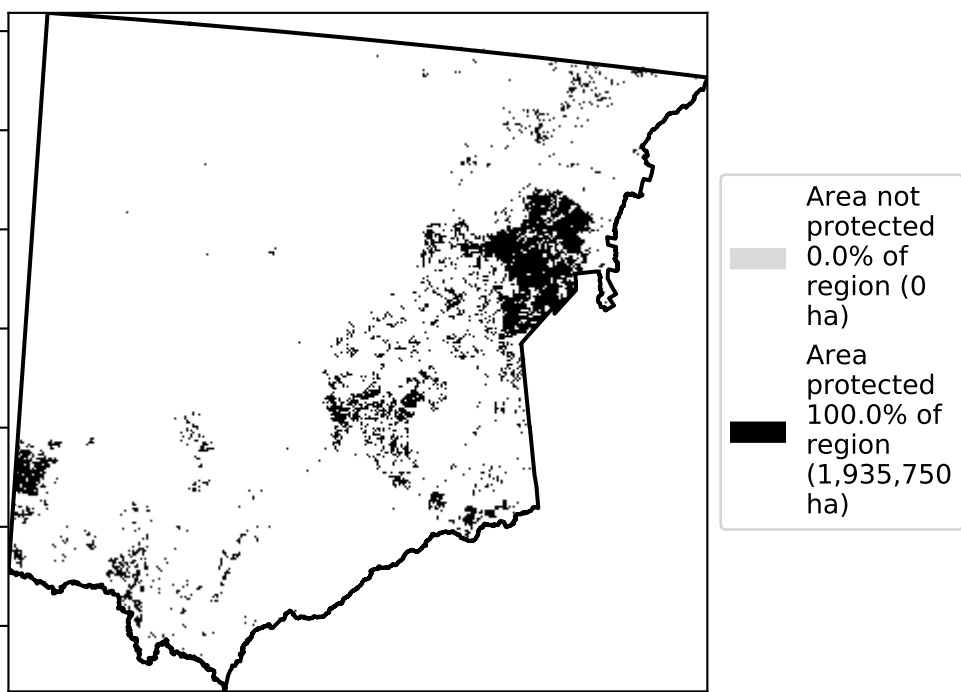 Area not
protected
0.0% of
region (0
ha)
Area
protected
100.0% of
region
(1,935,750
ha)